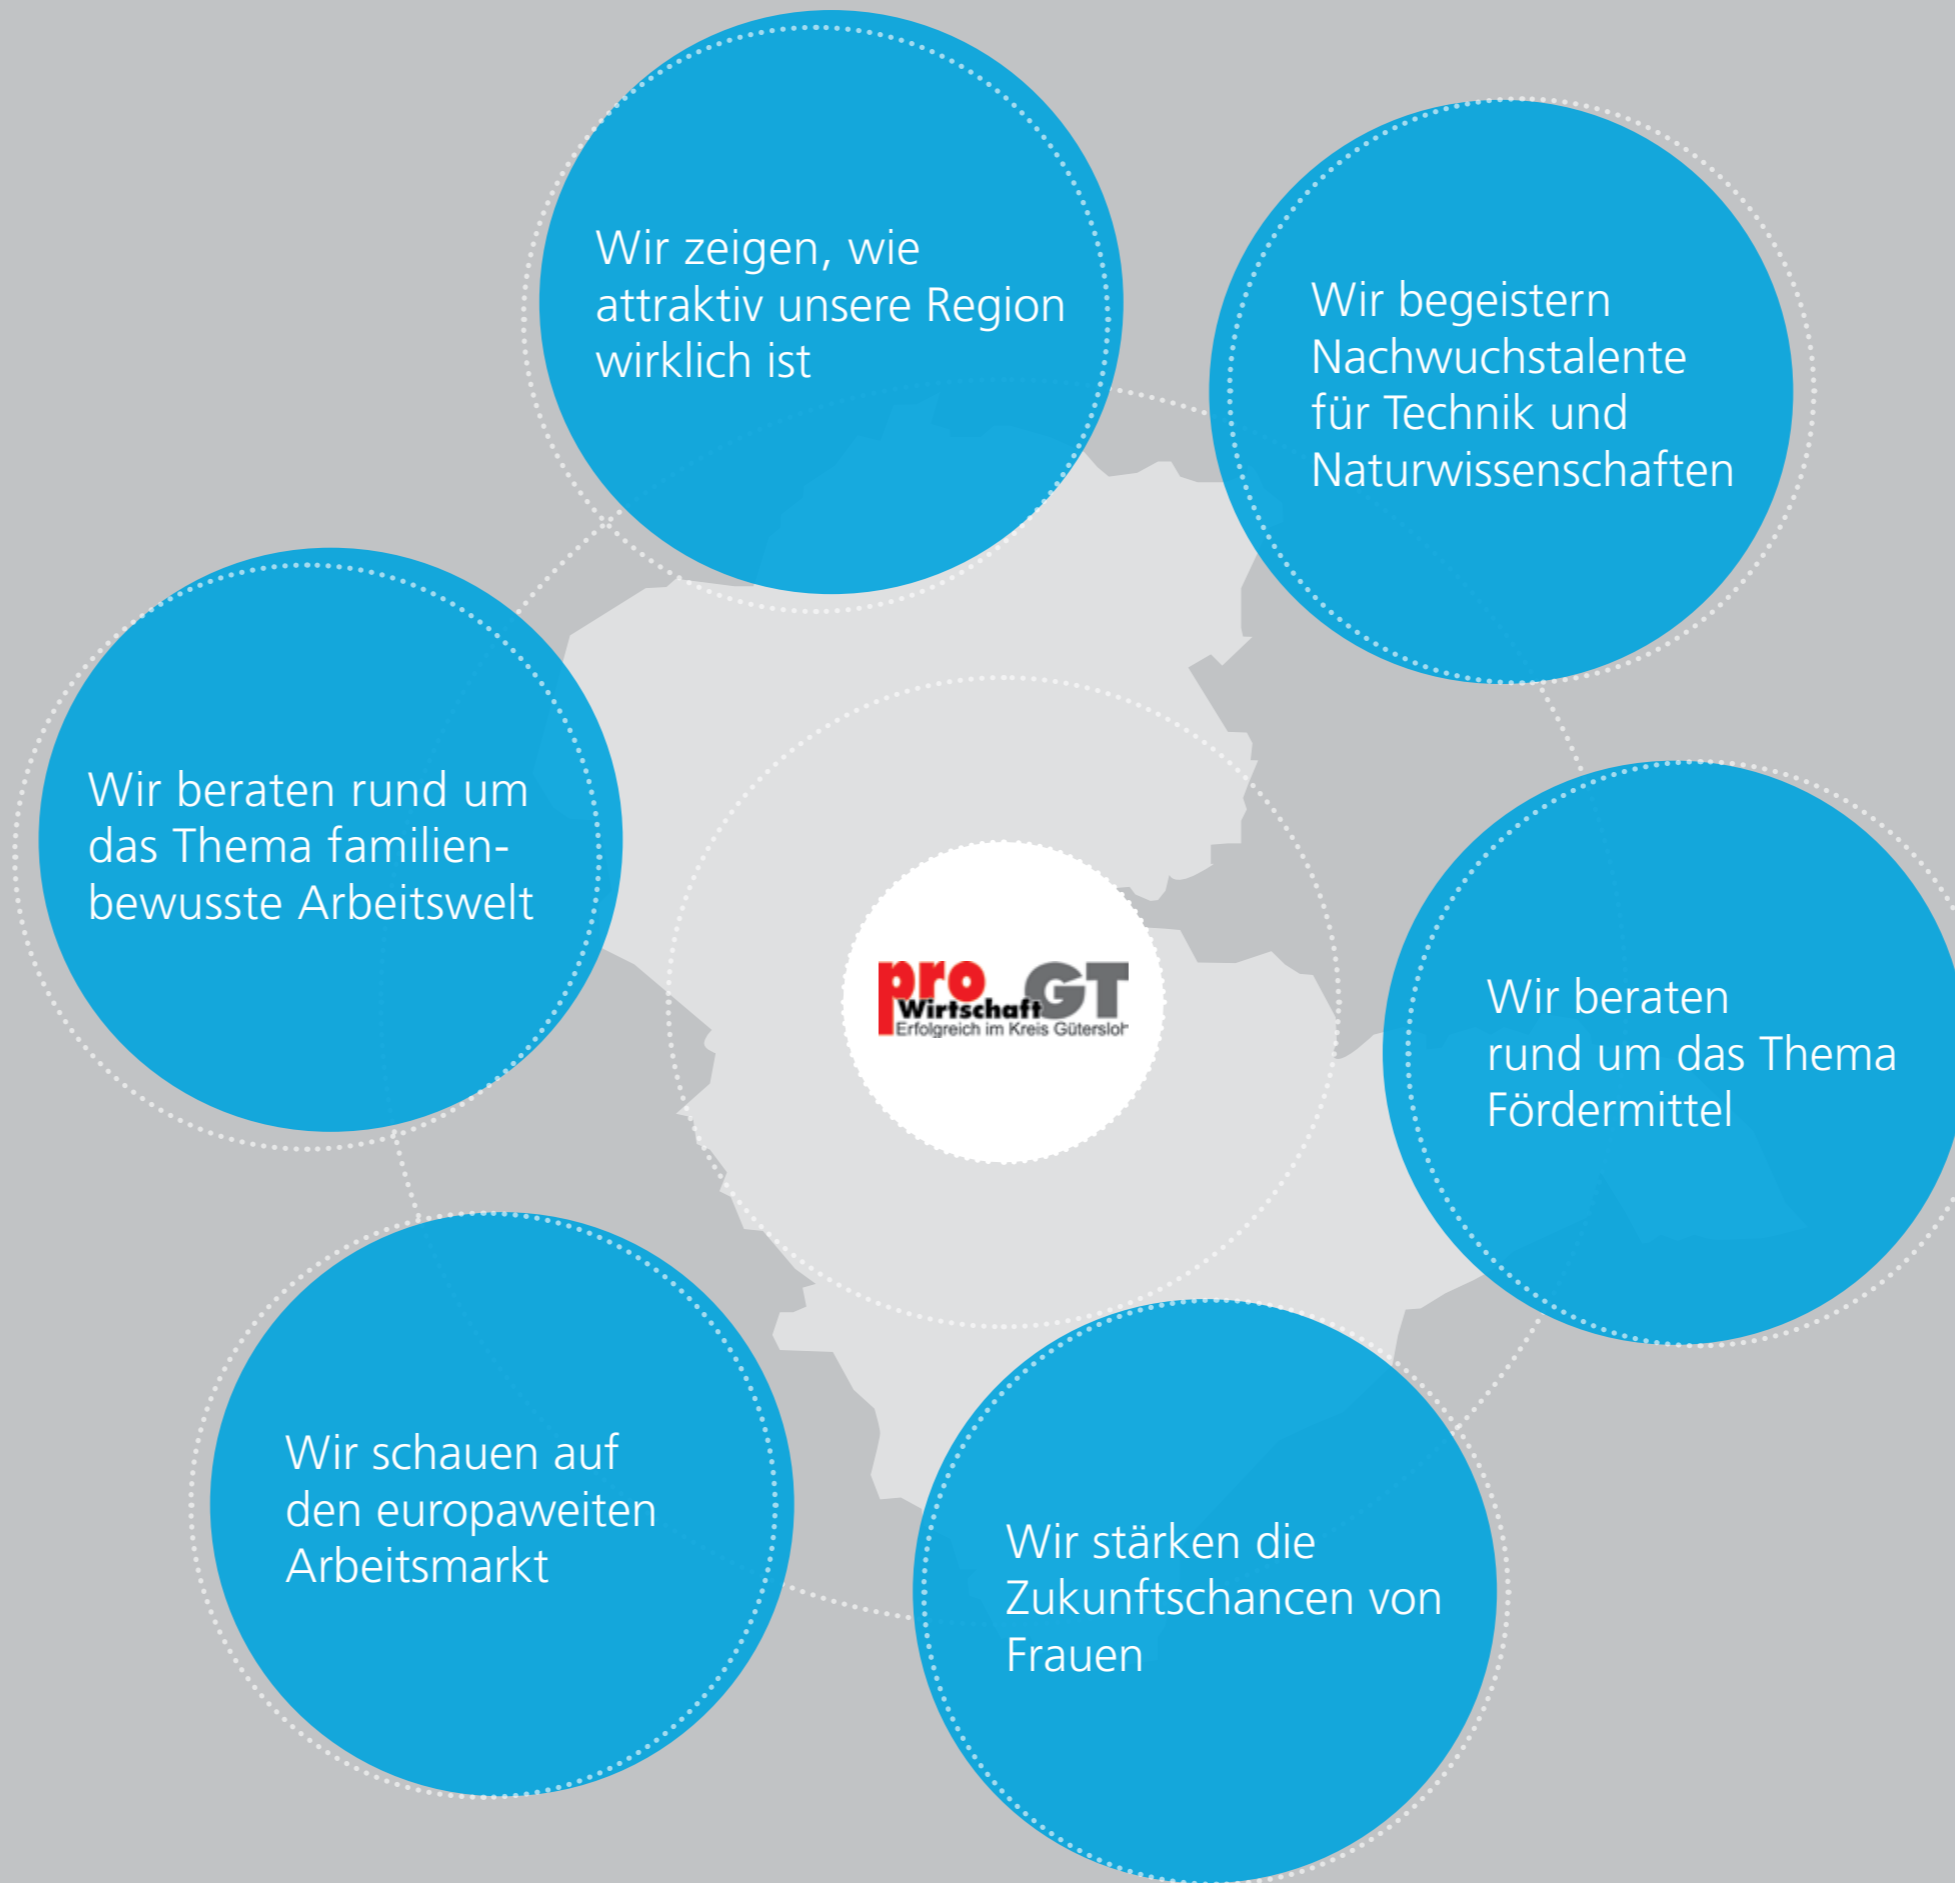 Wir zeigen, wie
attraktiv unsere Region
wirklich ist
Wir begeistern
Nachwuchstalente
für Technik und
Naturwissenschaften
Wir beraten rund um
das Thema familien-
bewusste Arbeitswelt
pro
Wirtschaft GT
Erfolgreich im Kreis Gütersloh
Wir beraten
rund um das Thema
Fördermittel
Wir schauen auf
den europaweiten
Arbeitsmarkt
Wir stärken die
Zukunftschancen von
Frauen